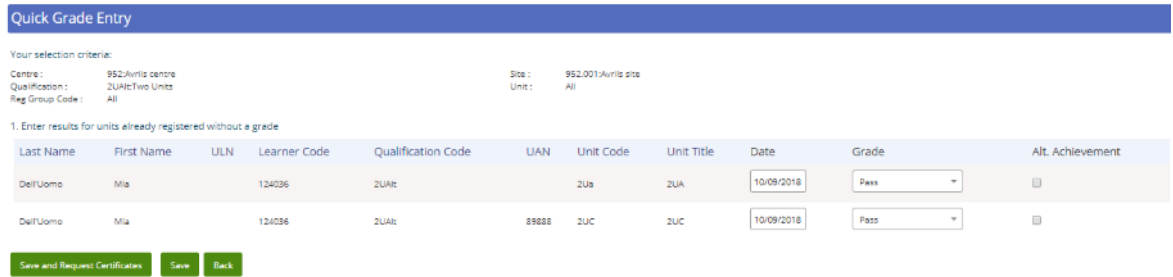 Quick Grade Entry
Your selection criteria:
Centre : 952:Avrils centre Site : 952.001:Avrils site
Qualification : 2UAlt:Two Units Unit : All
Reg Group Code : All
1. Enter results for units already registered without a grade
Last Name First Name ULN Learner Code Qualification Code UAN Unit Code Unit Title Date Grade Alt. Achievement
Dell'Uomo Mia 124036 2UAlt 2Ua 2UA 10/09/2018 Pass
Dell'Uomo Mia 124036 2UAlt 89888 2UC 2UC 10/09/2018 Pass
Save and Request Certificates Save Back